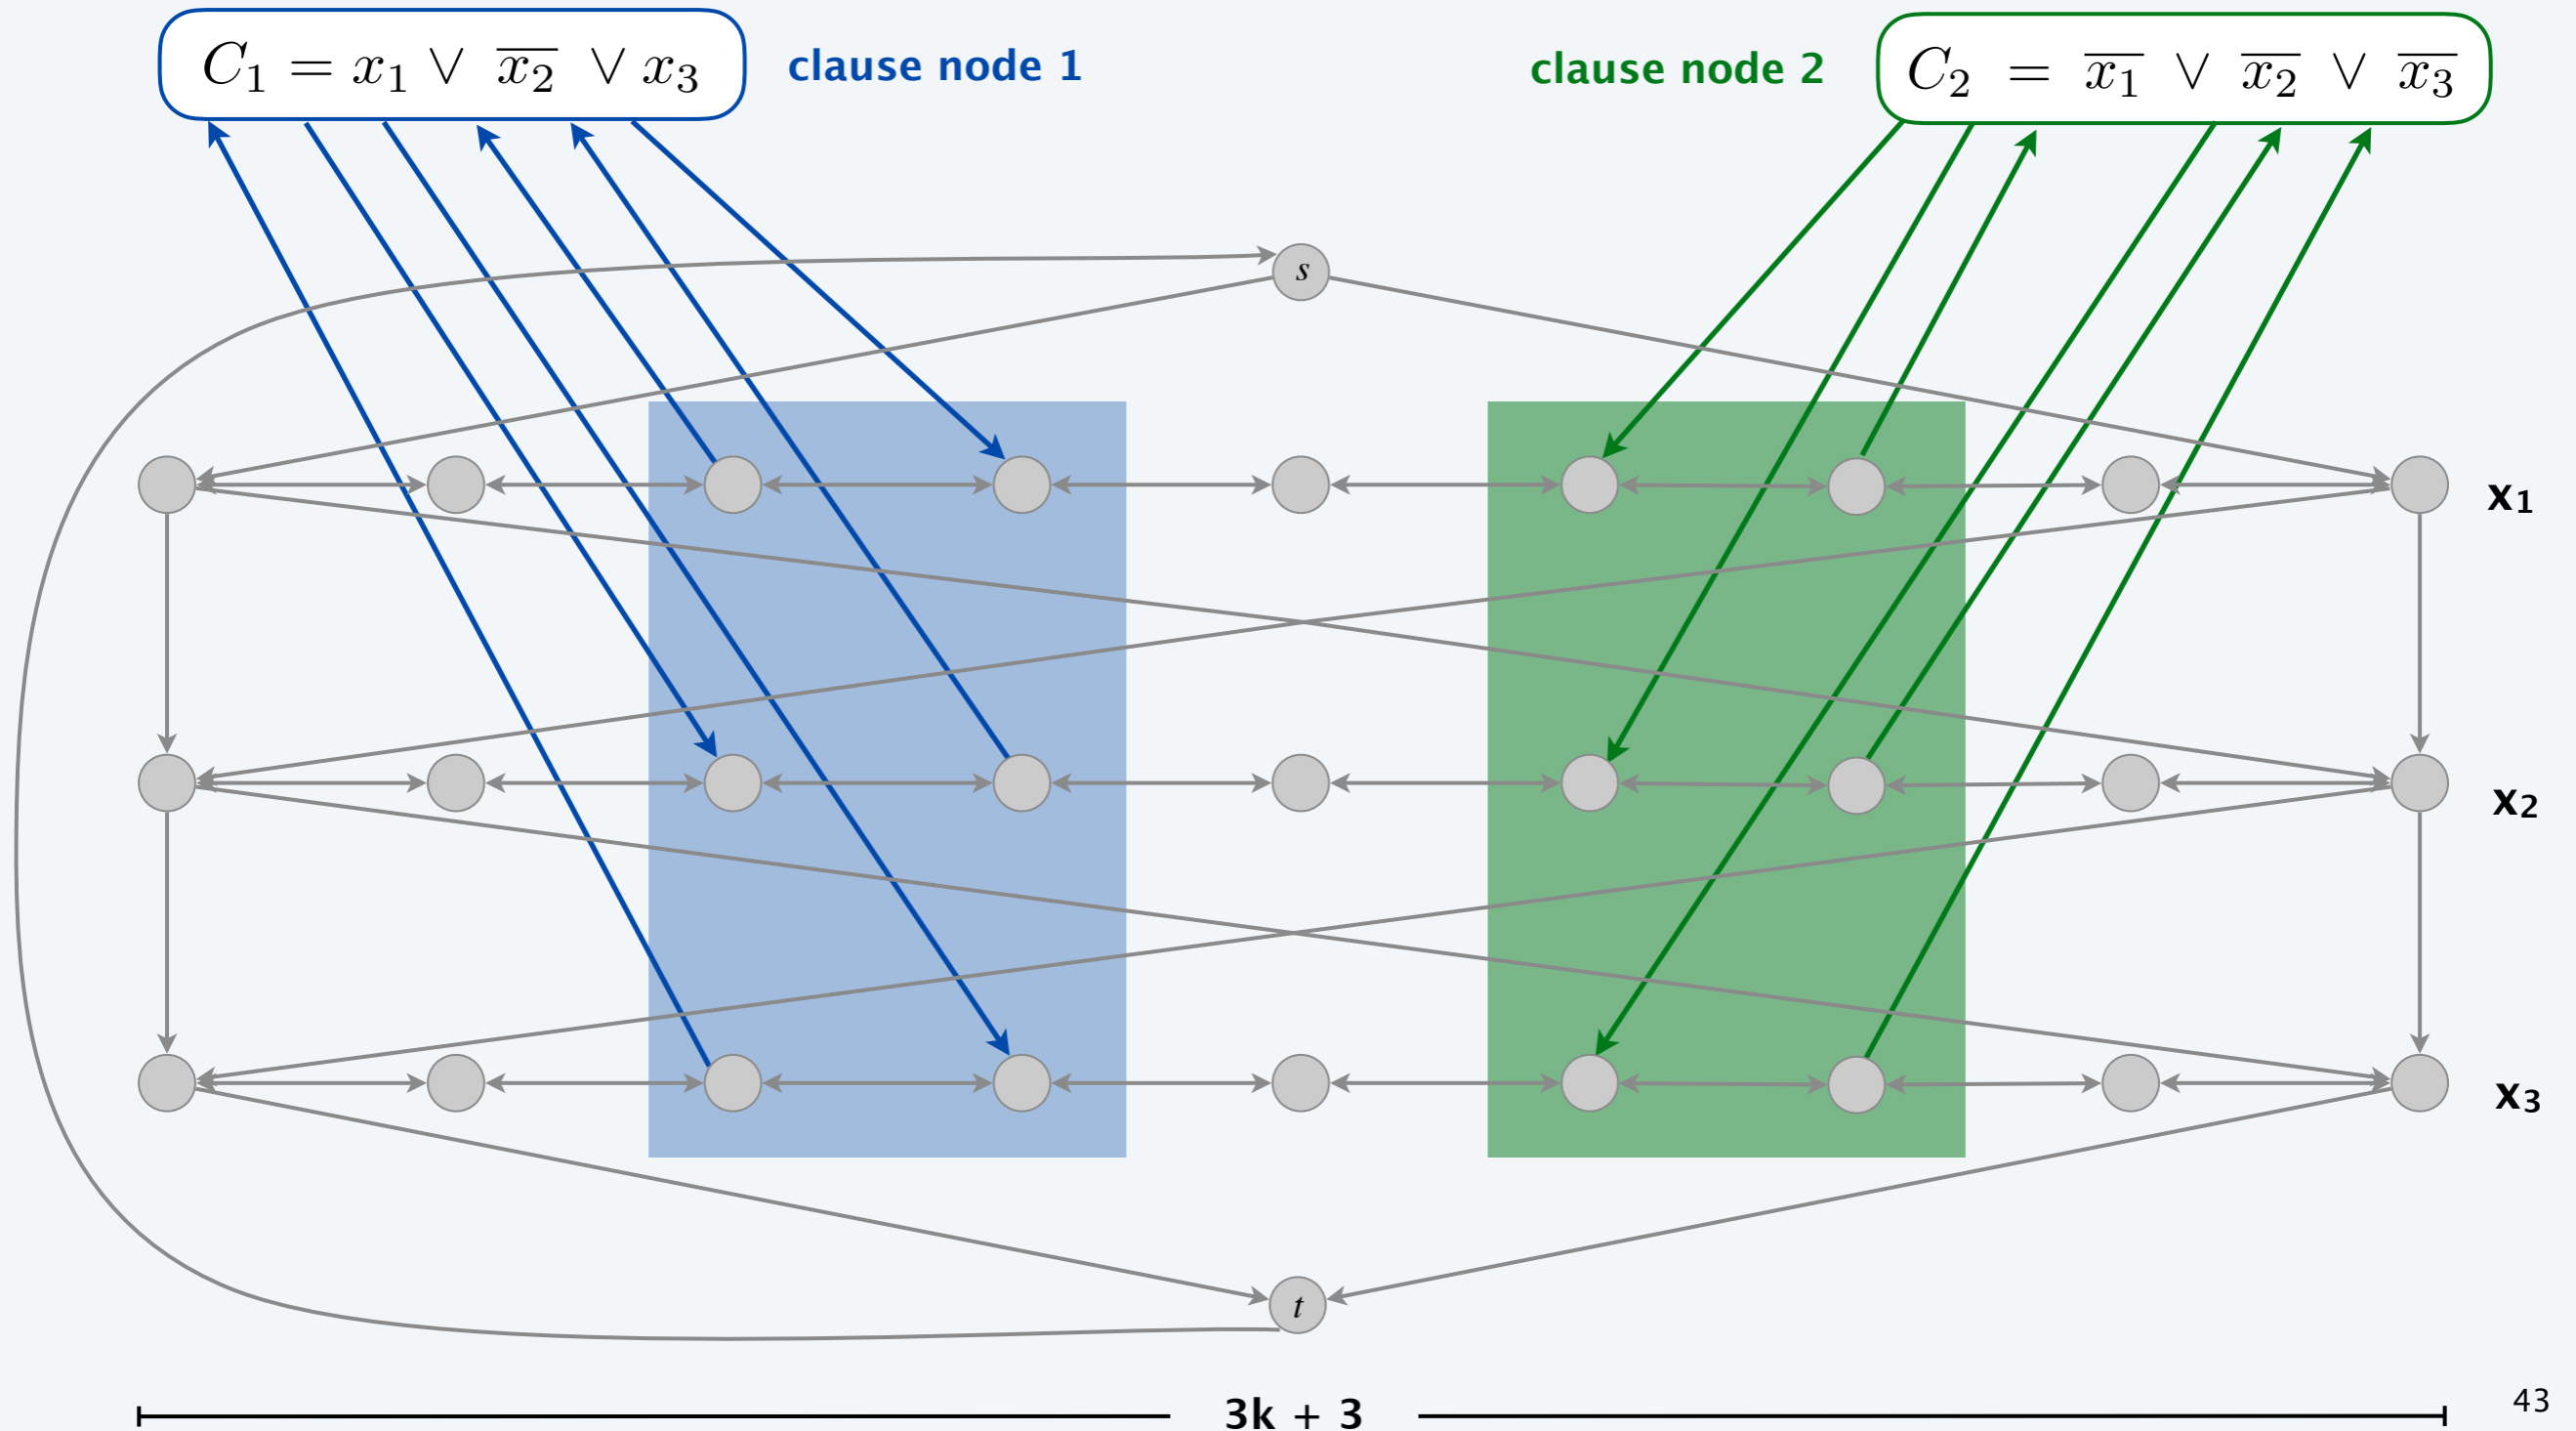 C₁ = x₁ ∨ x̅₂ ∨ x₃
clause node 1
clause node 2
C₂ = x̅₁ ∨ x̅₂ ∨ x̅₃
s
x₁
x₂
x₃
t
3k + 3
43